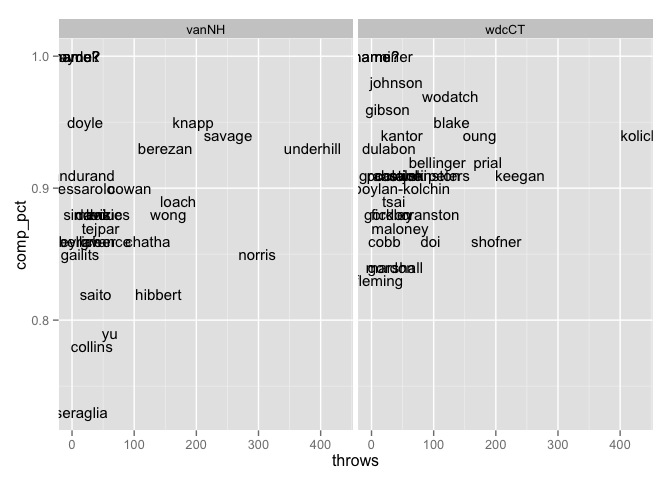 vanNH
wdcCT
comp_pct
1.0
0.9
0.8
doyle
knapp
savage
berezan
underhill
ndurand
essarolo
cowan
loach
wong
tejpar
chatha
gailits
norris
saito
hibbert
yu
collins
seraglia
johnson
wodatch
gibson
blake
kantor
oung
kolich
dulabon
bellinger
prial
keegan
boylan-kolchin
tsai
cranston
maloney
cobb
doi
shofner
marshall
fleming
0
100
200
300
400
0
100
200
300
400
throws